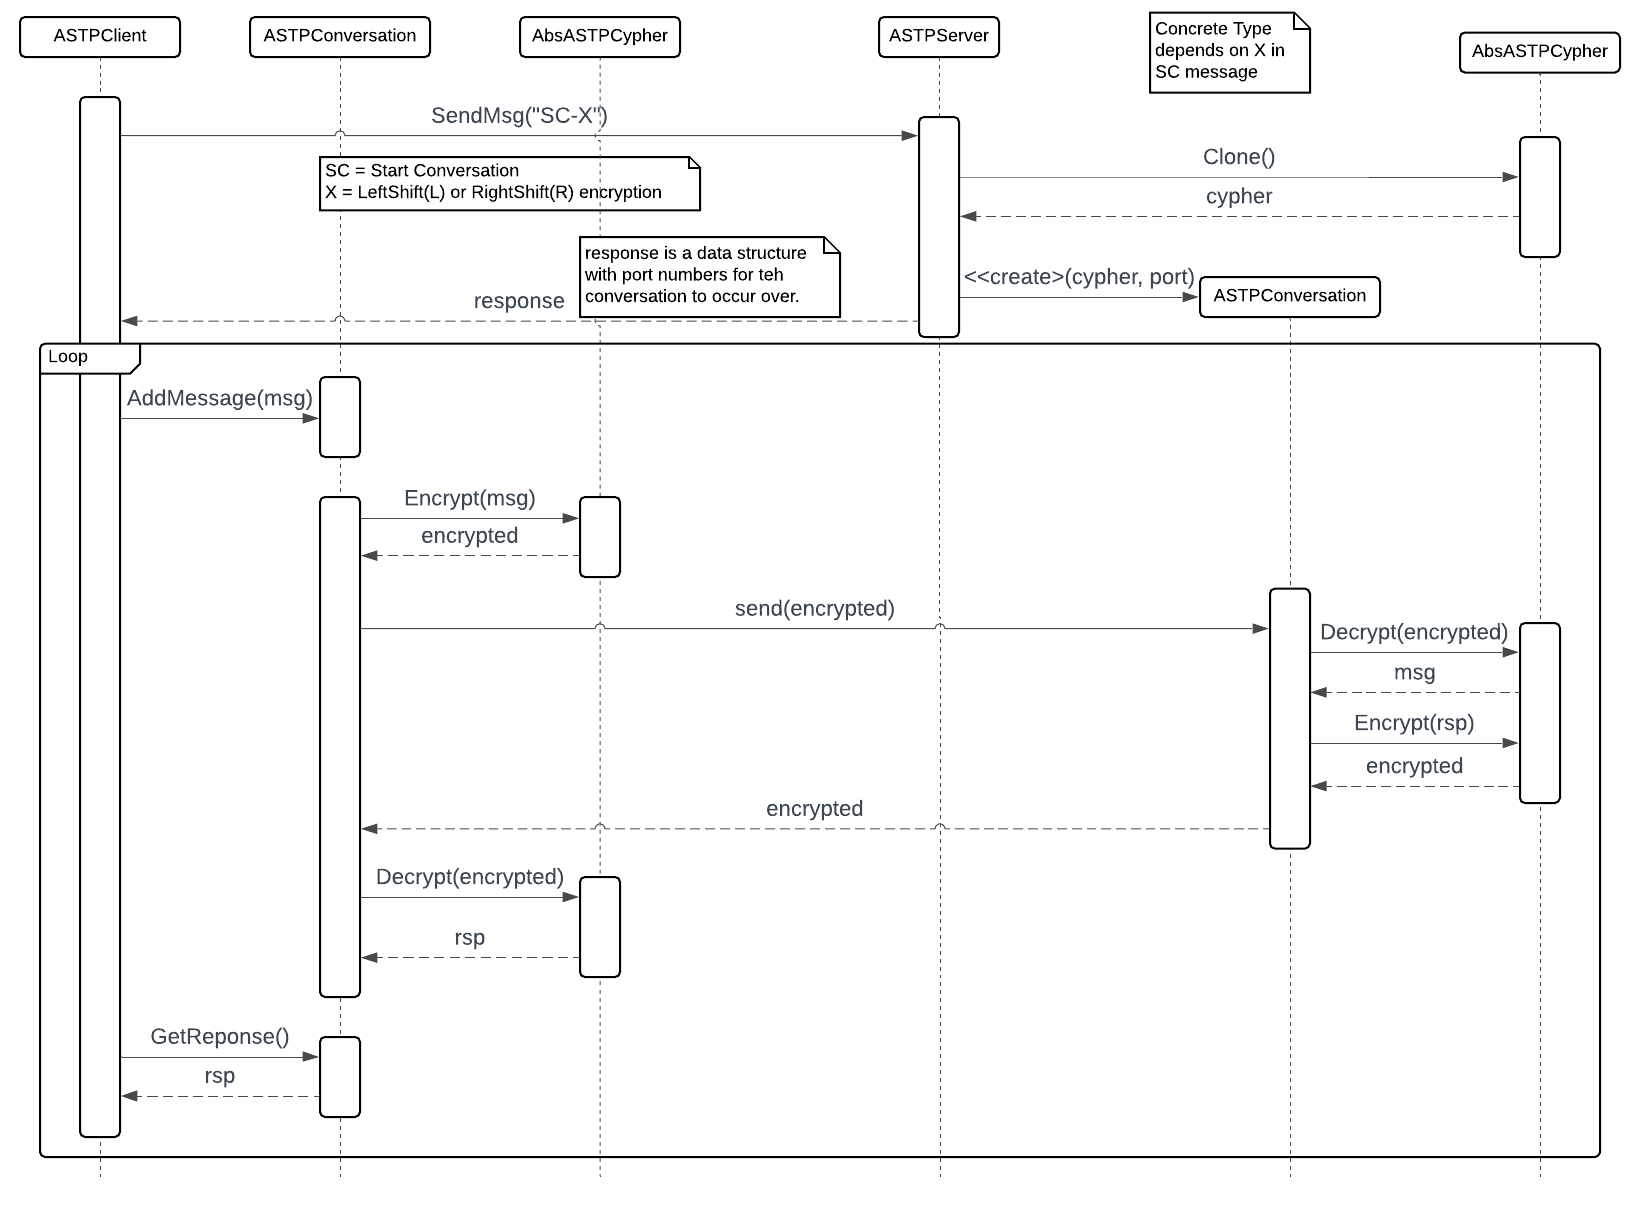 ASTPClient
ASTPConversation
AbsASTPCypher
ASTPServer
Concrete Type
depends on X in
SC message
AbsASTPCypher
SendMsg("SC-X")
SC = Start Conversation
X = LeftShift(L) or RightShift(R) encryption
Clone()
cypher
response is a data structure
with port numbers for teh
conversation to occur over.
<<create>(cypher, port)
ASTPConversation
response
Loop
AddMessage(msg)
Encrypt(msg)
encrypted
send(encrypted)
Decrypt(encrypted)
msg
Encrypt(rsp)
encrypted
encrypted
Decrypt(encrypted)
rsp
GetReponse()
rsp